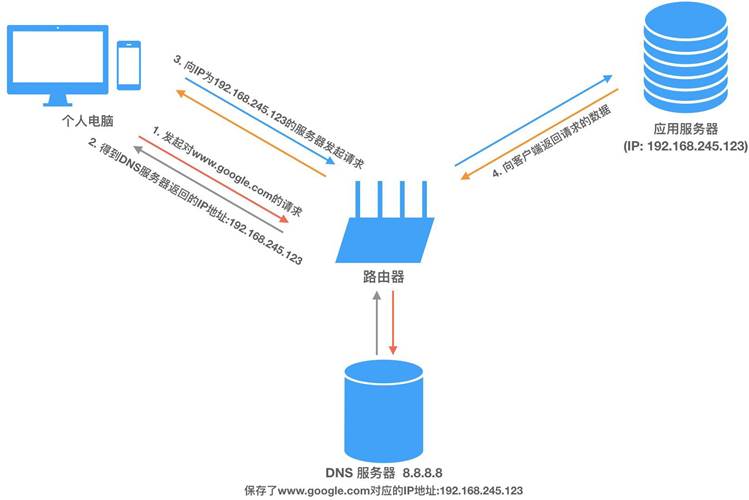 个人电脑
3. 向IP为192.168.245.123的服务器发起请求
1. 发起对www.google.com的请求
2. 得到DNS服务器返回的IP地址:192.168.245.123
应用服务器
(IP: 192.168.245.123)
4. 向客户端返回请求的数据
路由器
DNS 服务器 8.8.8.8
保存了www.google.com对应的IP地址:192.168.245.123